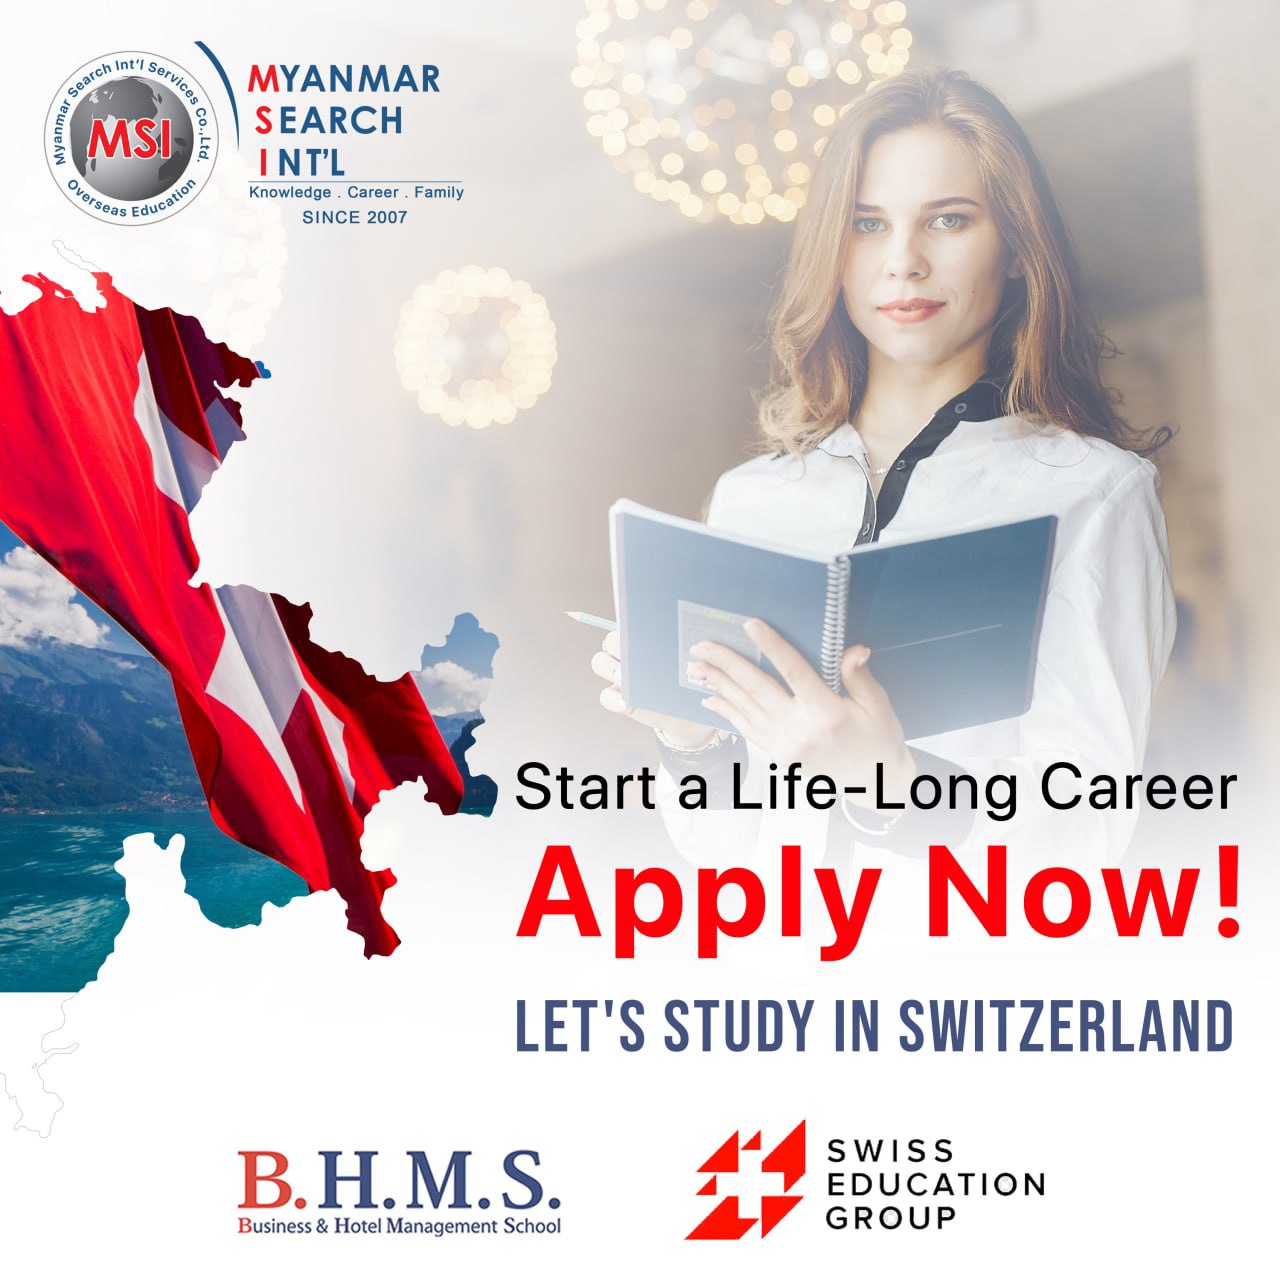 Myanmar Search Int'l Services Co.,Ltd.
MSI
Overseas Education
MYANMAR
SEARCH
INT'L
Knowledge . Career . Family
SINCE 2007
Start a Life-Long Career
Apply Now!
LET'S STUDY IN SWITZERLAND
B.H.M.S.
Business & Hotel Management School
SWISS
EDUCATION
GROUP